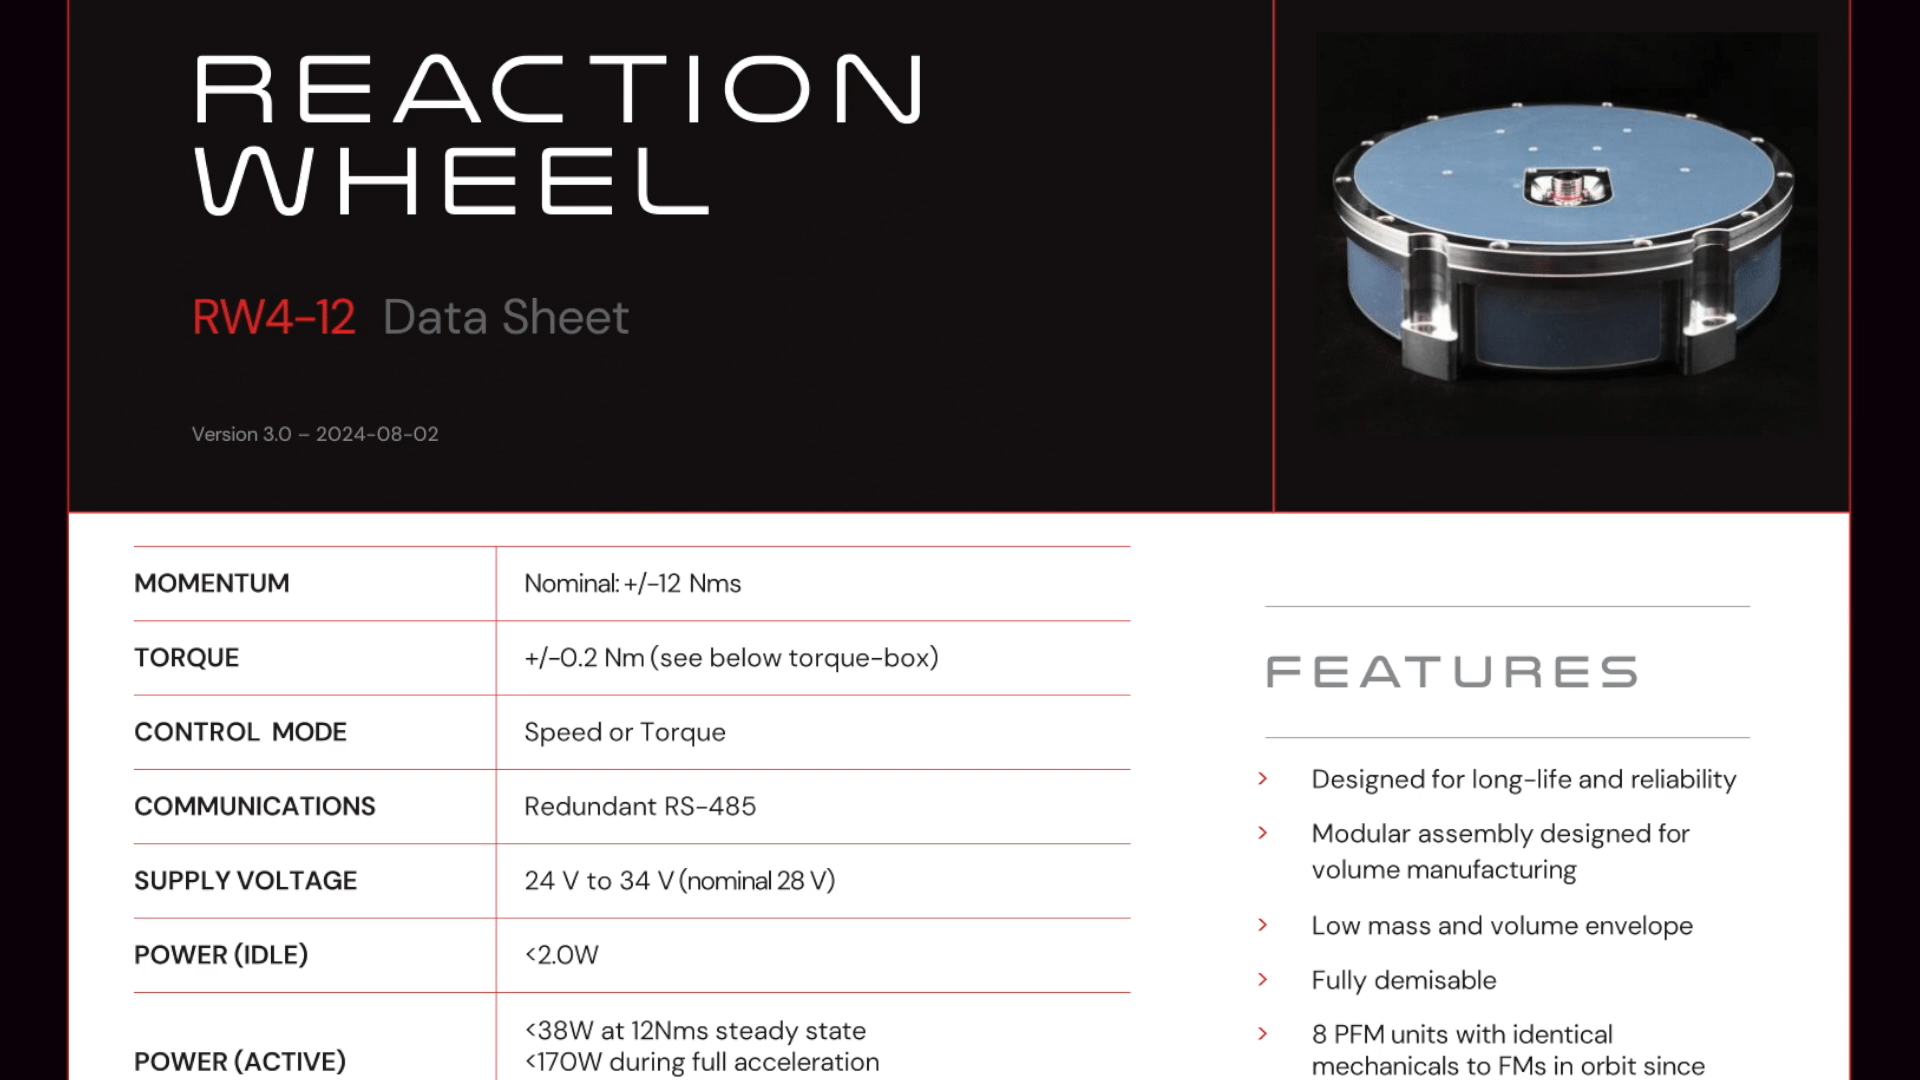 REACTION
WHEEL
RW4-12 Data Sheet
Version 3.0 – 2024-08-02
MOMENTUM
Nominal: +/-12 Nms
TORQUE
+/-0.2 Nm (see below torque-box)
CONTROL MODE
Speed or Torque
COMMUNICATIONS
Redundant RS-485
SUPPLY VOLTAGE
24 V to 34 V (nominal 28 V)
POWER (IDLE)
<2.0W
POWER (ACTIVE)
<38W at 12Nms steady state
<170W during full acceleration
FEATURES
> Designed for long-life and reliability
> Modular assembly designed for
volume manufacturing
> Low mass and volume envelope
> Fully demisable
> 8 PFM units with identical
mechanicals to FMs in orbit since